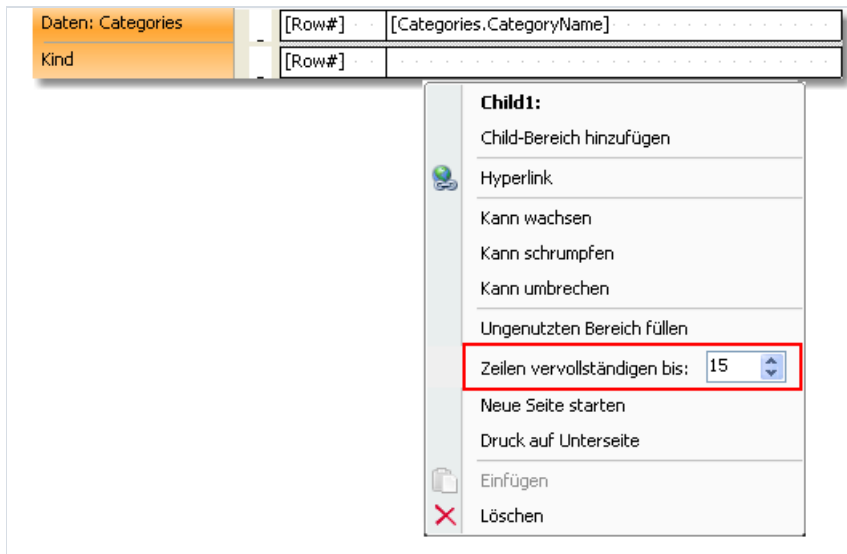 Daten: Categories [Row#] [Categories.CategoryName]
Kind [Row#]
Child1:
Child-Bereich hinzufügen
Hyperlink
Kann wachsen
Kann schrumpfen
Kann umbrechen
Ungenutzten Bereich füllen
Zeilen vervollständigen bis: 15
Neue Seite starten
Druck auf Unterseite
Einfügen
Löschen